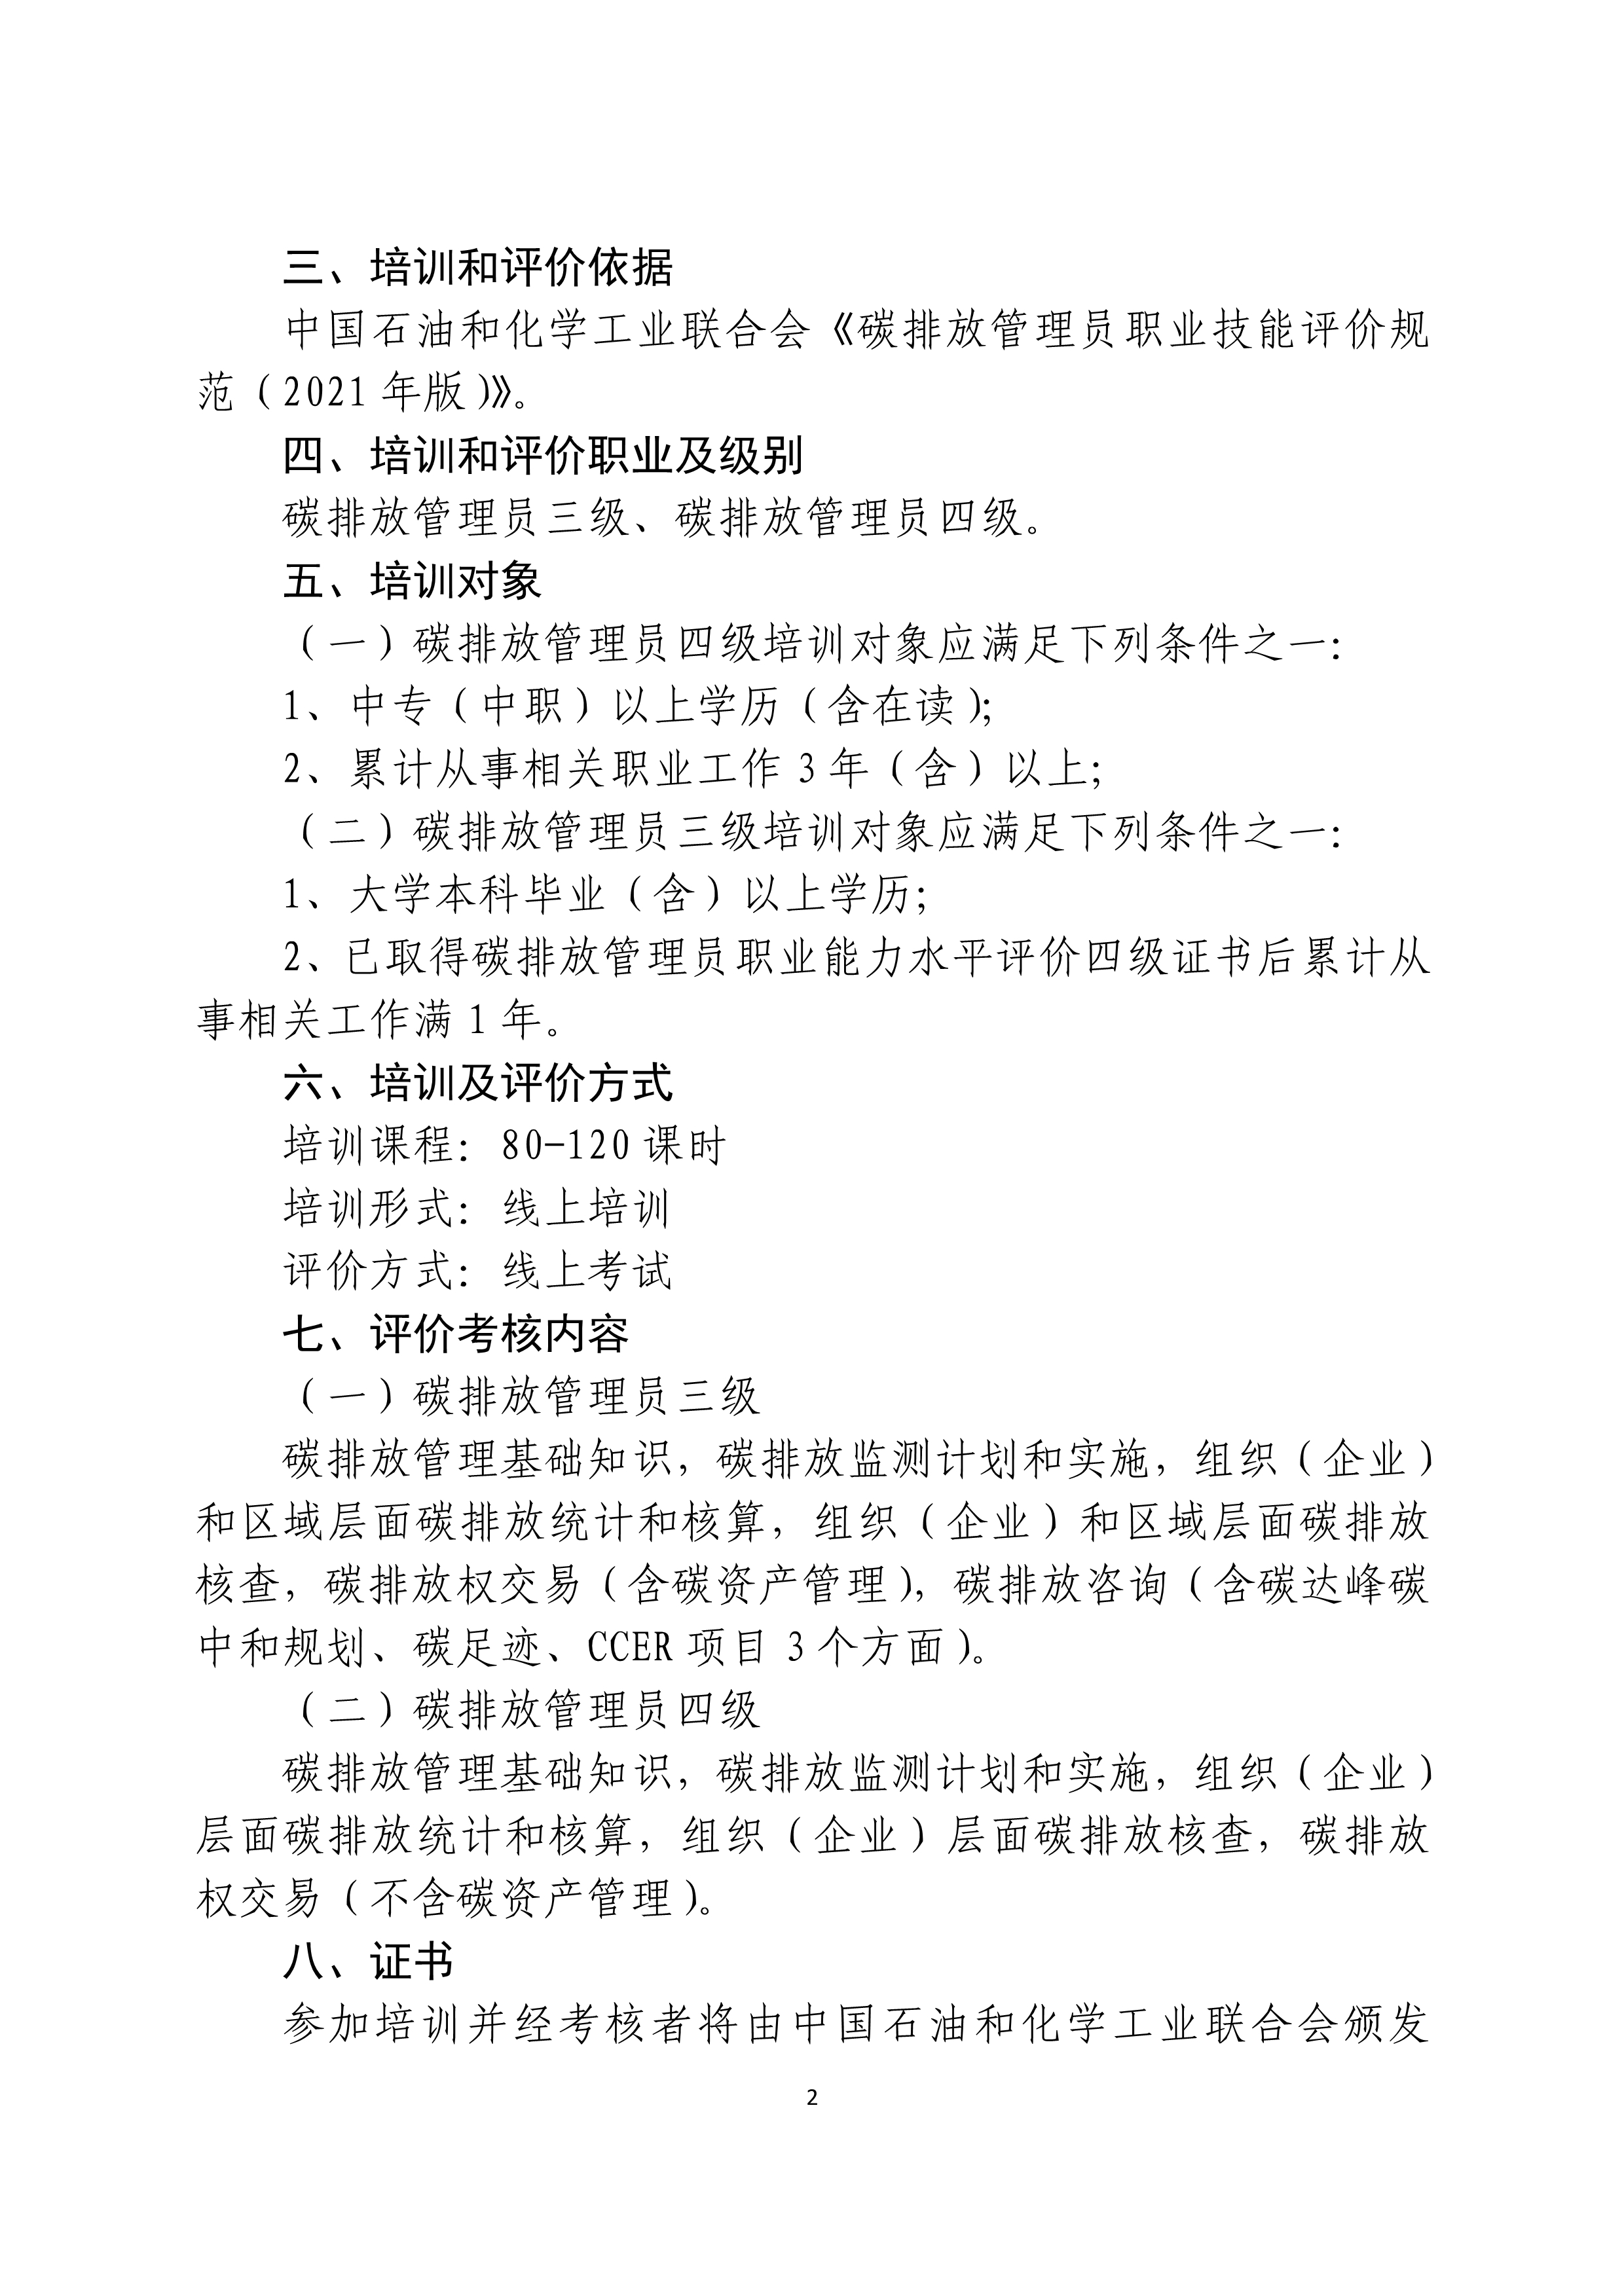 三、培训和评价依据
中国石油和化学工业联合会《碳排放管理员职业技能评价规
范（2021 年版）》。
四、培训和评价职业及级别
碳排放管理员三级、碳排放管理员四级。
五、培训对象
（一）碳排放管理员四级培训对象应满足下列条件之一：
1、中专（中职）以上学历（含在读）；
2、累计从事相关职业工作 3 年（含）以上；
（二）碳排放管理员三级培训对象应满足下列条件之一：
1、大学本科毕业（含）以上学历；
2、已取得碳排放管理员职业能力水平评价四级证书后累计从
事相关工作满 1 年。
六、培训及评价方式
培训课程：80-120 课时
培训形式：线上培训
评价方式：线上考试
七、评价考核内容
（一）碳排放管理员三级
碳排放管理基础知识，碳排放监测计划和实施，组织（企业）
和区域层面碳排放统计和核算，组织（企业）和区域层面碳排放
核查，碳排放权交易（含碳资产管理），碳排放咨询（含碳达峰碳
中和规划、碳足迹、CCER 项目 3 个方面）。
（二）碳排放管理员四级
碳排放管理基础知识，碳排放监测计划和实施，组织（企业）
层面碳排放统计和核算，组织（企业）层面碳排放核查，碳排放
权交易（不含碳资产管理）。
八、证书
参加培训并经考核者将由中国石油和化学工业联合会颁发
2